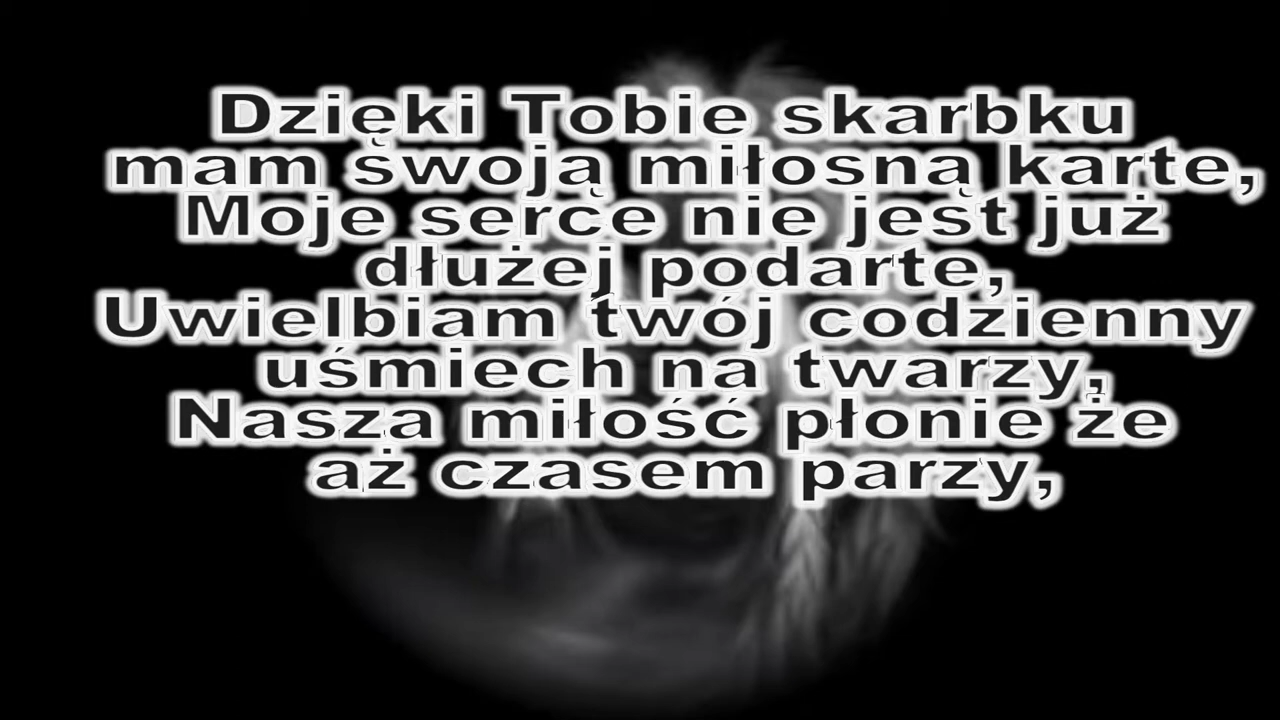 Dzięki Tobie skarbku
mam swoją miłosną karte,
Moje serce nie jest już
dłużej podarte,
Uwielbiam twój codzienny
uśmiech na twarzy,
Nasza miłość płonie że
aż czasem parzy,